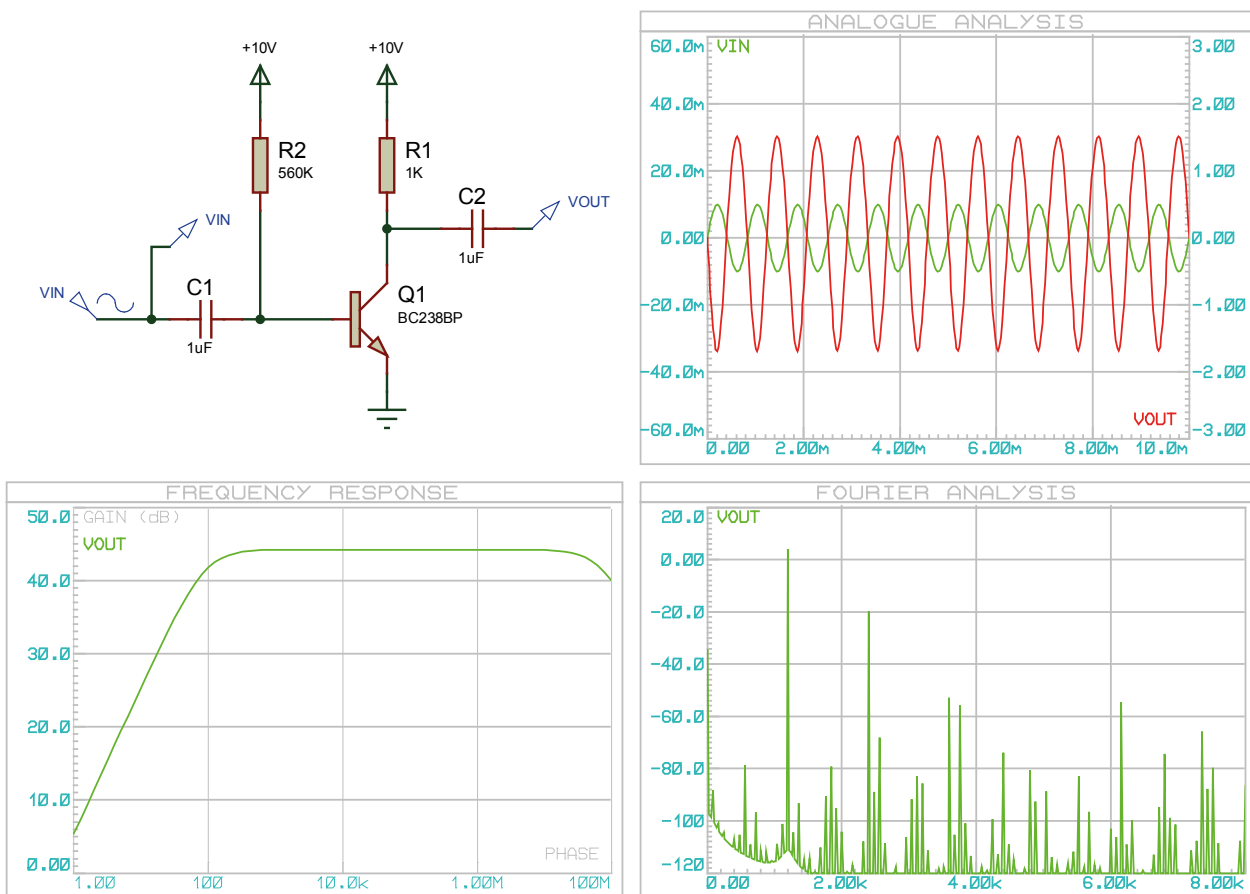 +10V
+10V
R2
560K
R1
1K
C2
1uF
VOUT
VIN
VIN
C1
1uF
Q1
BC238BP
ANALOGUE ANALYSIS
VIN
60.0m
40.0m
20.0m
0.00
-20.0m
-40.0m
-60.0m
3.00
2.00
1.00
0.00
-1.00
-2.00
-3.00
VOUT
0.00 2.00m 4.00m 6.00m 8.00m 10.0m
FREQUENCY RESPONSE
GAIN (dB)
VOUT
50.0
40.0
30.0
20.0
10.0
0.00
PHASE
1.00 100 10.0k 1.00M 100M
FOURIER ANALYSIS
VOUT
20.0
0.00
-20.0
-40.0
-60.0
-80.0
-100
-120
0.00 2.00k 4.00k 6.00k 8.00k